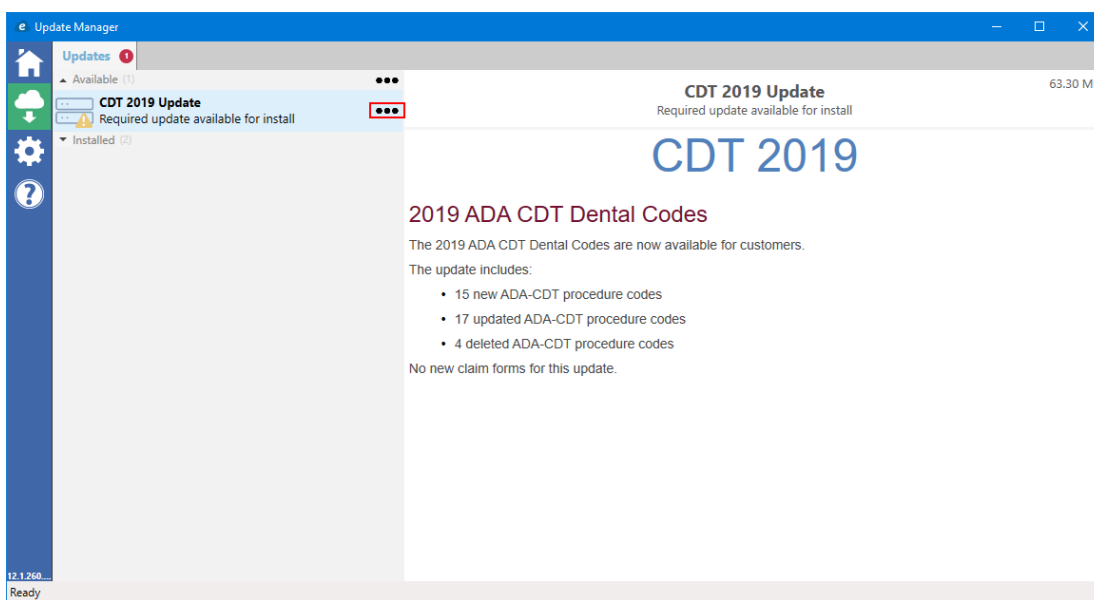 e Update Manager
Updates 1
Available (1)
CDT 2019 Update
Required update available for install
Installed (2)
CDT 2019 Update
63.30 M
Required update available for install
CDT 2019
2019 ADA CDT Dental Codes
The 2019 ADA CDT Dental Codes are now available for customers.
The update includes:
• 15 new ADA-CDT procedure codes
• 17 updated ADA-CDT procedure codes
• 4 deleted ADA-CDT procedure codes
No new claim forms for this update.
?
12.1.260....
Ready